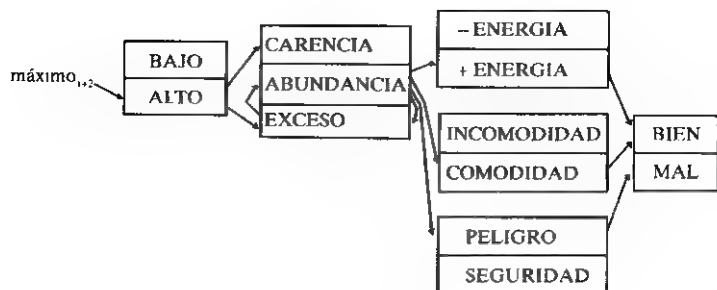 máximo₁₊₂
BAJO
ALTO
CARENCIA
ABUNDANCIA
EXCESO
– ENERGIA
+ ENERGIA
INCOMODIDAD
COMODIDAD
PELIGRO
SEGURIDAD
BIEN
MAL